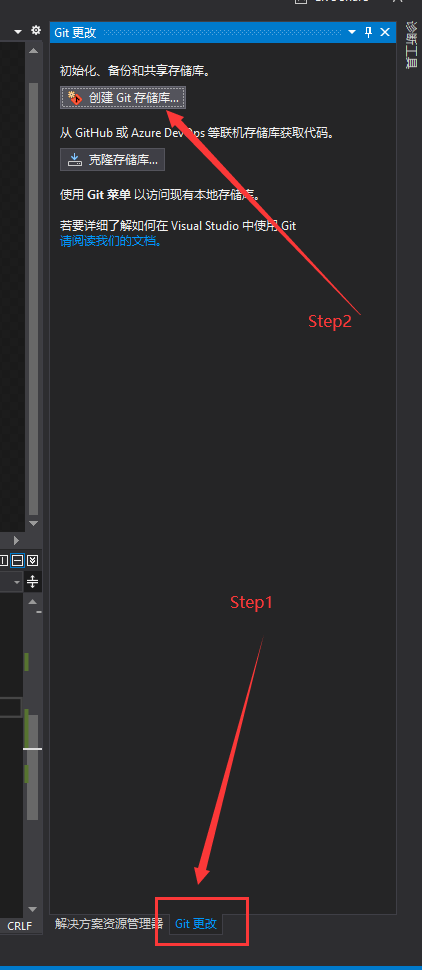 Git 更改
诊断工具
初始化、备份和共享存储库。
创建 Git 存储库...
从 GitHub 或 Azure DevOps 等联机存储库获取代码。
克隆存储库...
使用 Git 菜单 以访问现有本地存储库。
若要详细了解如何在 Visual Studio 中使用 Git
请阅读我们的文档。
Step2
Step1
CRLF
解决方案资源管理器
Git 更改